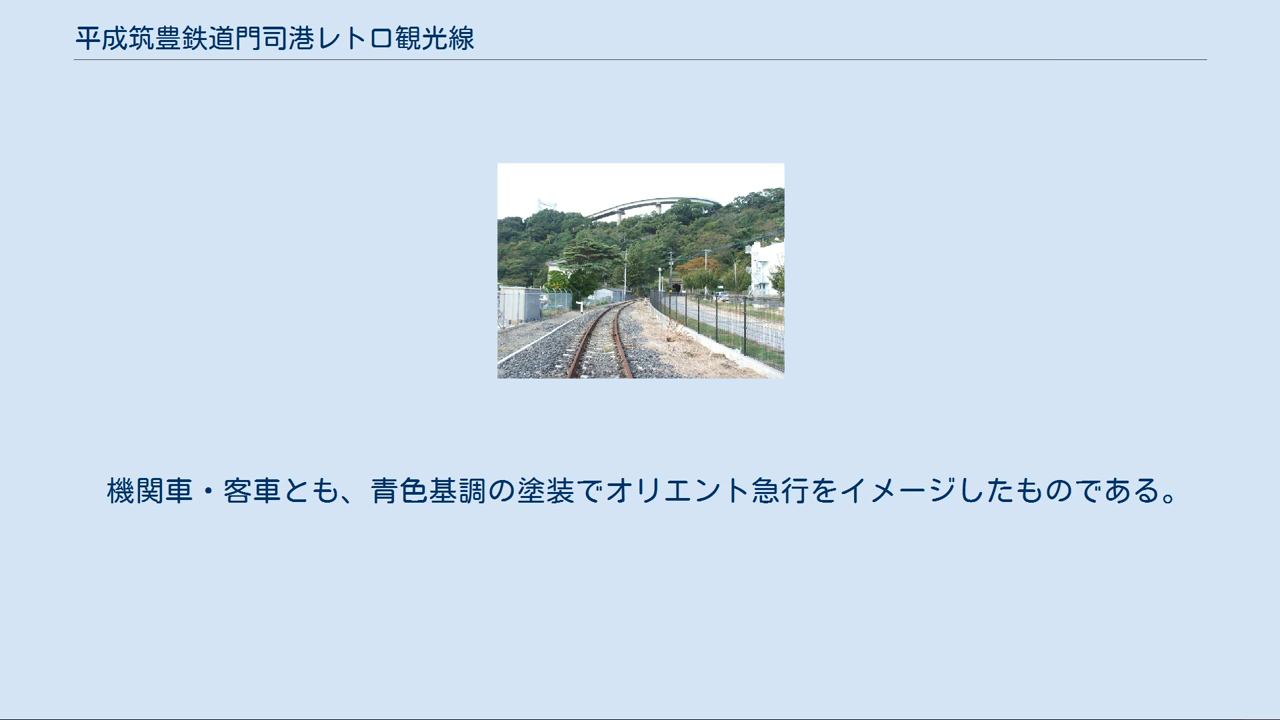 平成筑豊鉄道門司港レトロ観光線
機関車・客車とも、青色基調の塗装でオリエント急行をイメージしたものである。